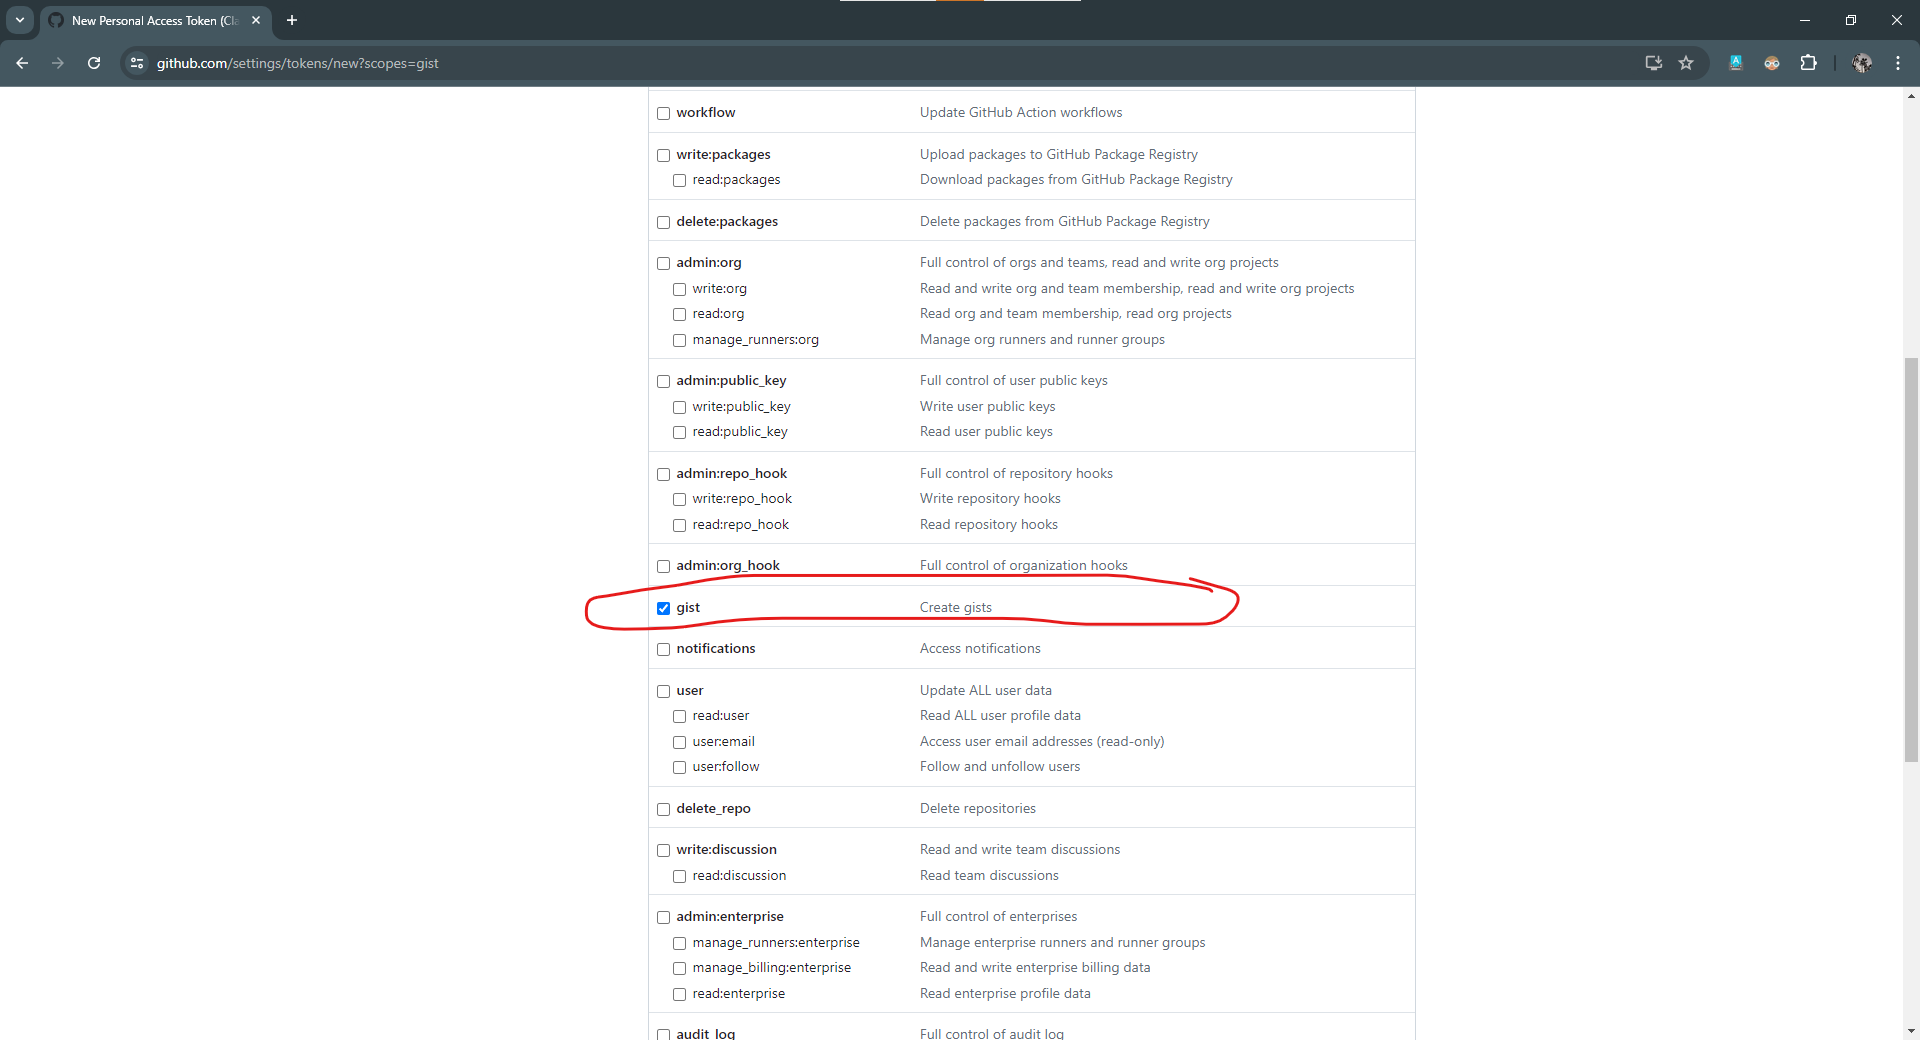 New Personal Access Token (Cla
github.com/settings/tokens/new?scopes=gist
workflow Update GitHub Action workflows
write:packages Upload packages to GitHub Package Registry
read:packages Download packages from GitHub Package Registry
delete:packages Delete packages from GitHub Package Registry
admin:org Full control of orgs and teams, read and write org projects
write:org Read and write org and team membership, read and write org projects
read:org Read org and team membership, read org projects
manage_runners:org Manage org runners and runner groups
admin:public_key Full control of user public keys
write:public_key Write user public keys
read:public_key Read user public keys
admin:repo_hook Full control of repository hooks
write:repo_hook Write repository hooks
read:repo_hook Read repository hooks
admin:org_hook Full control of organization hooks
gist Create gists
notifications Access notifications
user Update ALL user data
read:user Read ALL user profile data
user:email Access user email addresses (read-only)
user:follow Follow and unfollow users
delete_repo Delete repositories
write:discussion Read and write team discussions
read:discussion Read team discussions
admin:enterprise Full control of enterprises
manage_runners:enterprise Manage enterprise runners and runner groups
manage_billing:enterprise Read and write enterprise billing data
read:enterprise Read enterprise profile data
audit_log Full control of audit log